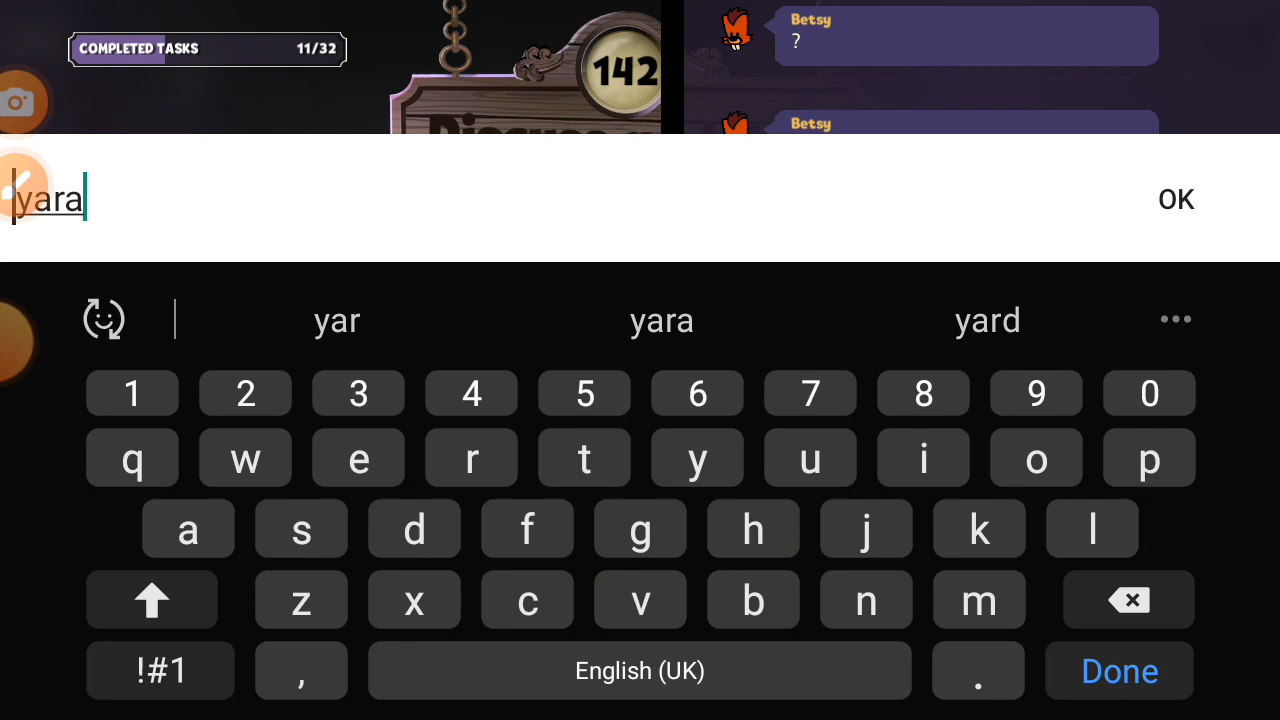 COMPLETED TASKS 11/32
142
Discuss
Betsy
?
Betsy
yara
OK
yar yara yard
1 2 3 4 5 6 7 8 9 0
q w e r t y u i o p
a s d f g h j k l
z x c v b n m
!#1 , English (UK) . Done